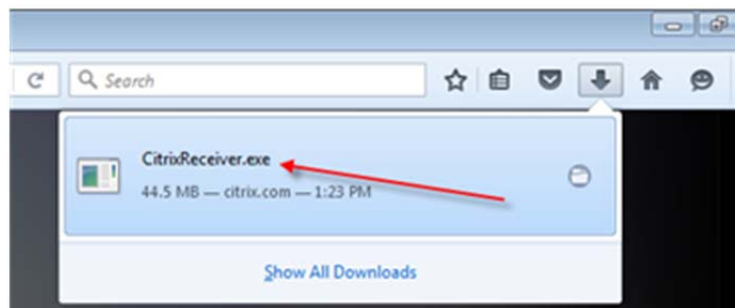 Search
CitrixReceiver.exe
44.5 MB — citrix.com — 1:23 PM
Show All Downloads